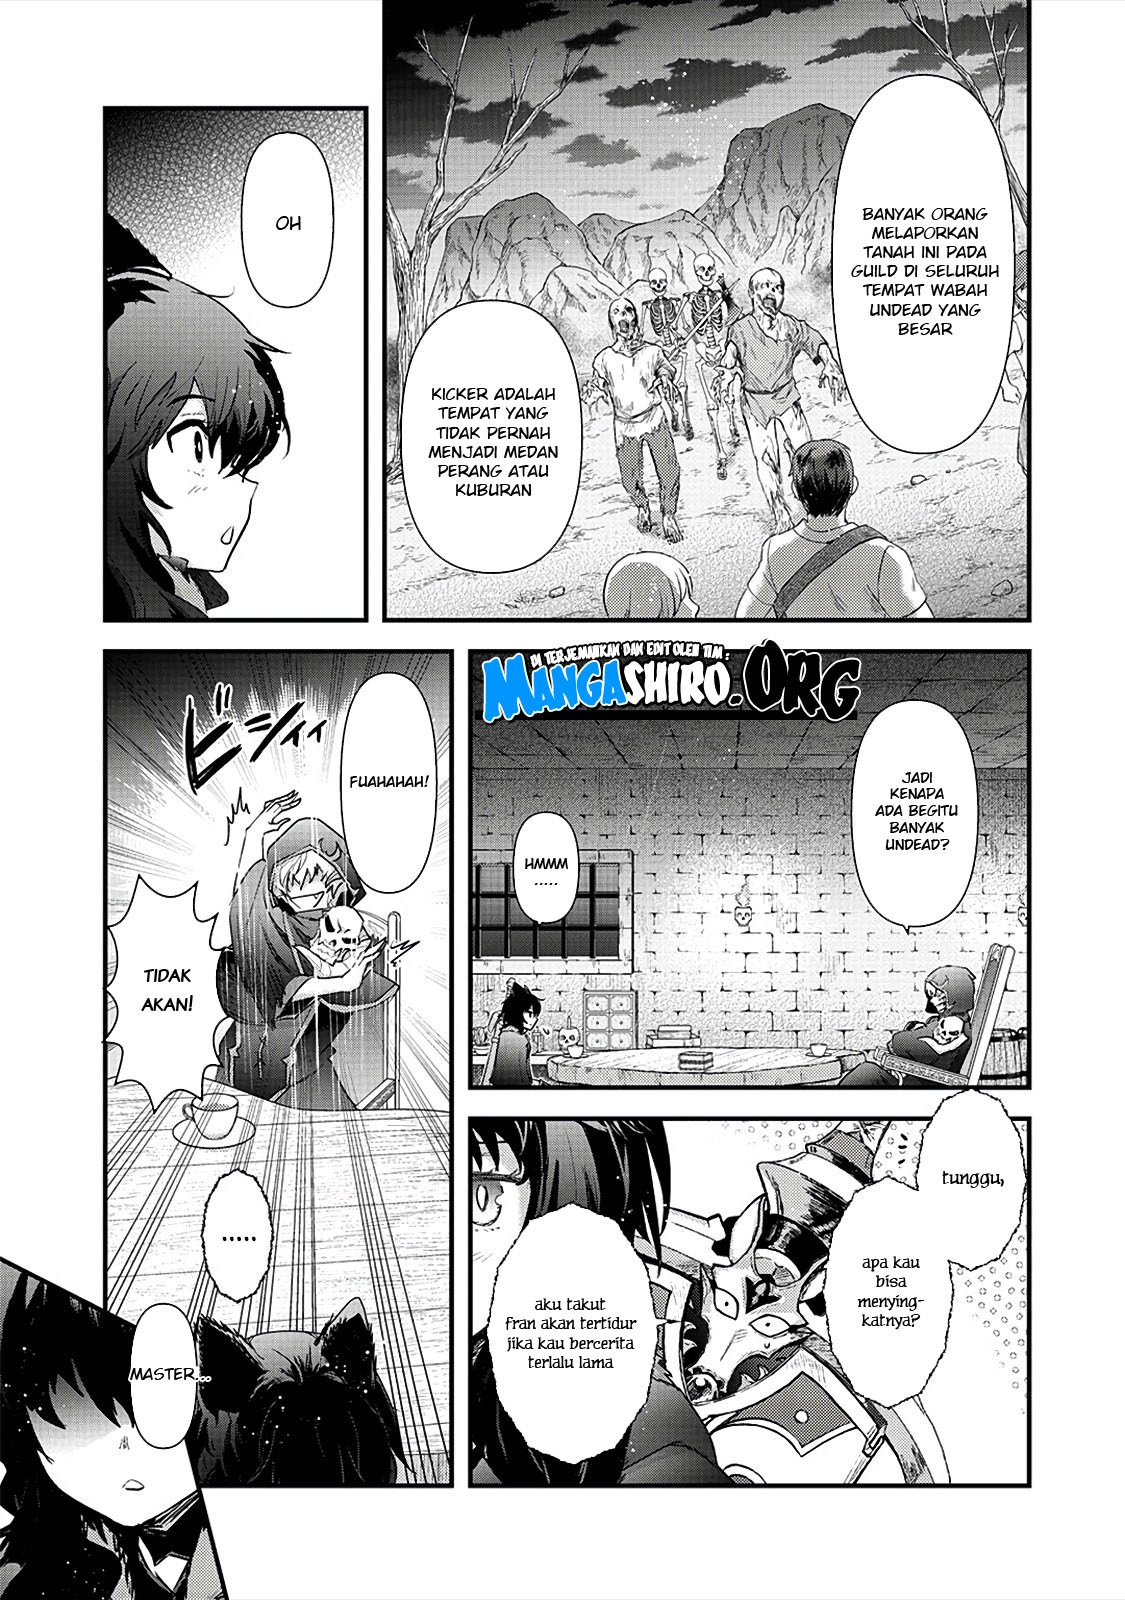 BANYAK ORANG
MELAPORKAN
TANAH INI PADA
GUILD DI SELURUH
TEMPAT WABAH
UNDEAD YANG
BESAR
KICKER ADALAH
TEMPAT YANG
TIDAK PERNAH
MENJADI MEDAN
PERANG ATAU
KUBURAN
OH
DI TERJEMAHKAN DAN EDIT OLEH TIM :
MANGASHIRO.ORG
JADI
KENAPA
ADA BEGITU
BANYAK
UNDEAD?
HMMM
.....
FUAHAHAH!
ビシィィ
TIDAK
AKAN!
tunggu,
apa kau
bisa
menying-
katnya?
aku takut
fran akan tertidur
jika kau bercerita
terlalu lama
.....
MASTER...